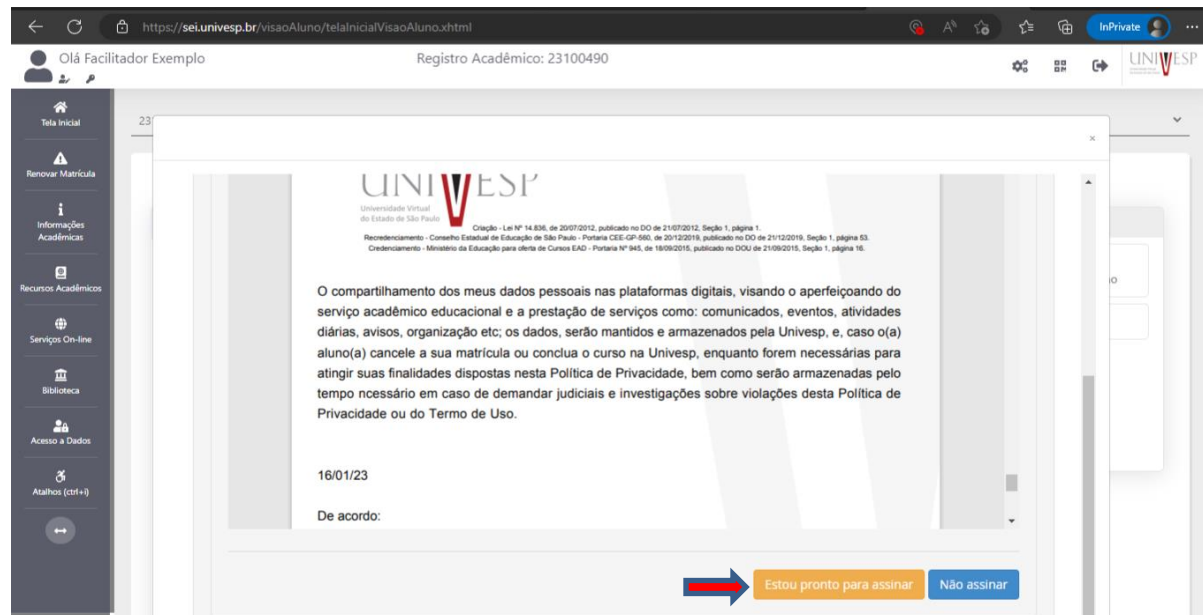 https://sei.univesp.br/visaoAluno/telaInicialVisaoAluno.xhtml
InPrivate
Olá Facilitador Exemplo
Registro Acadêmico: 23100490
UNIVESP
Tela Inicial
Renovar Matrícula
Informações
Acadêmicas
Recursos Acadêmicos
Serviços On-line
Biblioteca
Acesso a Dados
Atalhos (ctrl+i)
23
×
UNIVESP
Universidade Virtual
do Estado de São Paulo
Criação - Lei Nº 14.836, de 20/07/2012, publicado no DO de 21/07/2012, Seção 1, página 1.
Recredenciamento - Conselho Estadual de Educação de São Paulo - Portaria CEE-GP-560, de 20/12/2019, publicado no DO de 21/12/2019, Seção 1, página 53.
Credenciamento - Ministério da Educação para oferta de Cursos EAD - Portaria Nº 945, de 18/09/2015, publicado no DOU de 21/09/2015, Seção 1, página 16.
O compartilhamento dos meus dados pessoais nas plataformas digitais, visando o aperfeiçoando do
serviço acadêmico educacional e a prestação de serviços como: comunicados, eventos, atividades
diárias, avisos, organização etc; os dados, serão mantidos e armazenados pela Univesp, e, caso o(a)
aluno(a) cancele a sua matrícula ou conclua o curso na Univesp, enquanto forem necessárias para
atingir suas finalidades dispostas nesta Política de Privacidade, bem como serão armazenadas pelo
tempo ncessário em caso de demandar judiciais e investigações sobre violações desta Política de
Privacidade ou do Termo de Uso.
16/01/23
De acordo:
Estou pronto para assinar
Não assinar